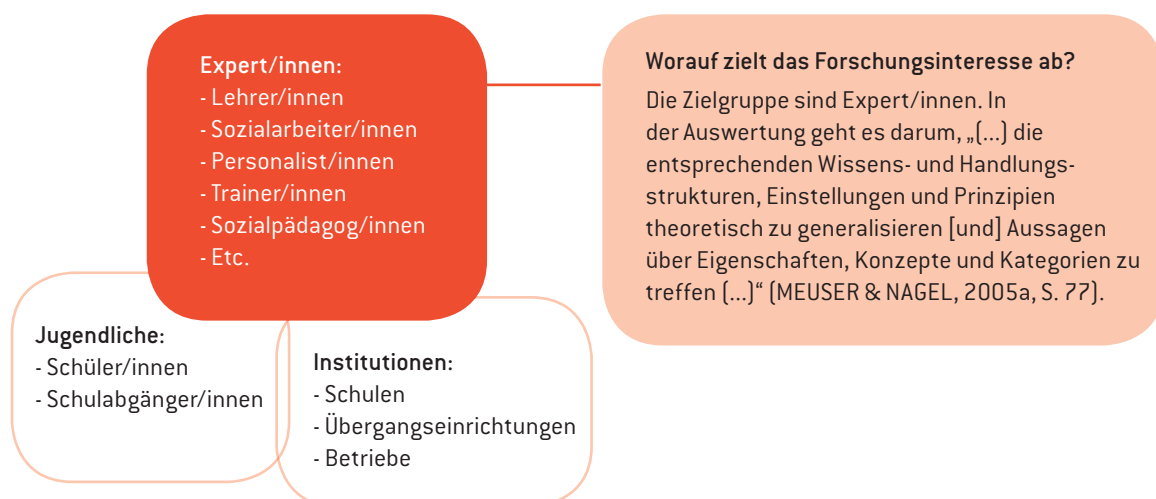 Expert/innen:
- Lehrer/innen
- Sozialarbeiter/innen
- Personalist/innen
- Trainer/innen
- Sozialpädagog/innen
- Etc.
Worauf zielt das Forschungsinteresse ab?
Die Zielgruppe sind Expert/innen. In
der Auswertung geht es darum, „(...) die
entsprechenden Wissens- und Handlungs-
strukturen, Einstellungen und Prinzipien
theoretisch zu generalisieren [und] Aussagen
über Eigenschaften, Konzepte und Kategorien zu
treffen (...)“ (MEUSER & NAGEL, 2005a, S. 77).
Jugendliche:
- Schüler/innen
- Schulabgänger/innen
Institutionen:
- Schulen
- Übergangseinrichtungen
- Betriebe